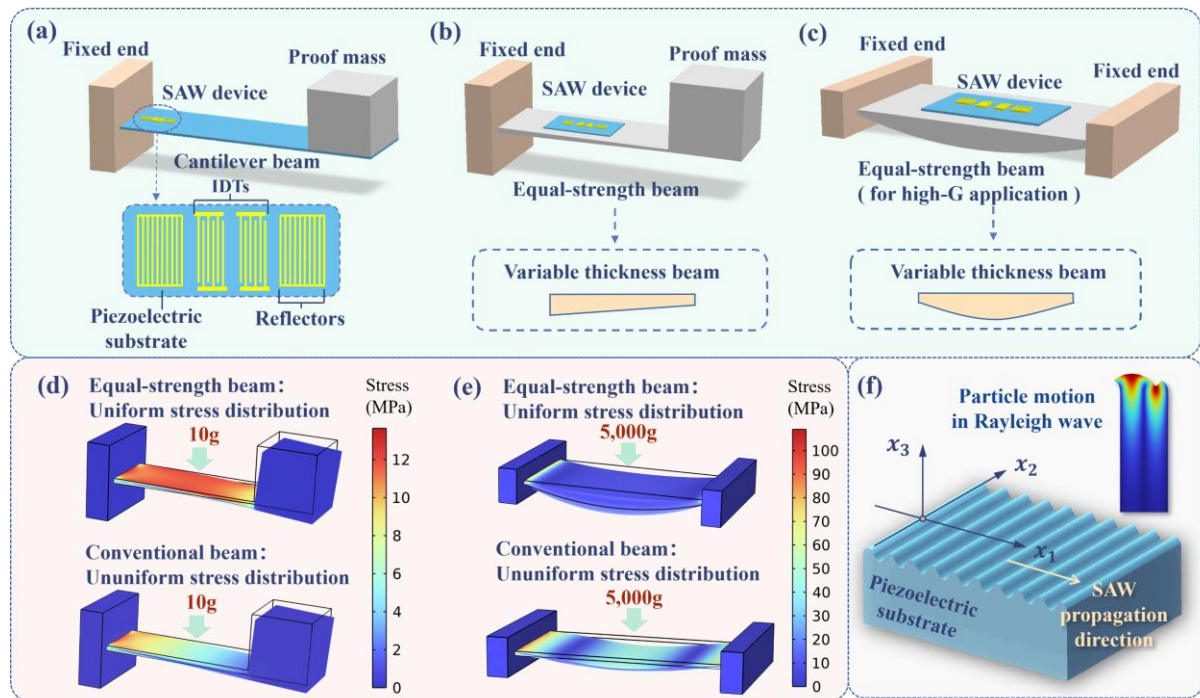 (a)
Fixed end
Proof mass
SAW device
Cantilever beam
IDTs
Piezoelectric
substrate
Reflectors
(b)
Fixed end
Proof mass
SAW device
Equal-strength beam
Variable thickness beam
(c)
Fixed end
Fixed end
SAW device
Equal-strength beam
( for high-G application )
Variable thickness beam
(d)
Equal-strength beam：
Uniform stress distribution
10g
Conventional beam：
Ununiform stress distribution
10g
Stress
(MPa)
12
10
8
6
4
2
0
(e)
Equal-strength beam：
Uniform stress distribution
5,000g
Conventional beam：
Ununiform stress distribution
5,000g
Stress
(MPa)
100
90
80
70
60
50
40
30
20
10
0
(f)
Particle motion
in Rayleigh wave
x3
x2
x1
Piezoelectric
substrate
SAW
propagation
direction